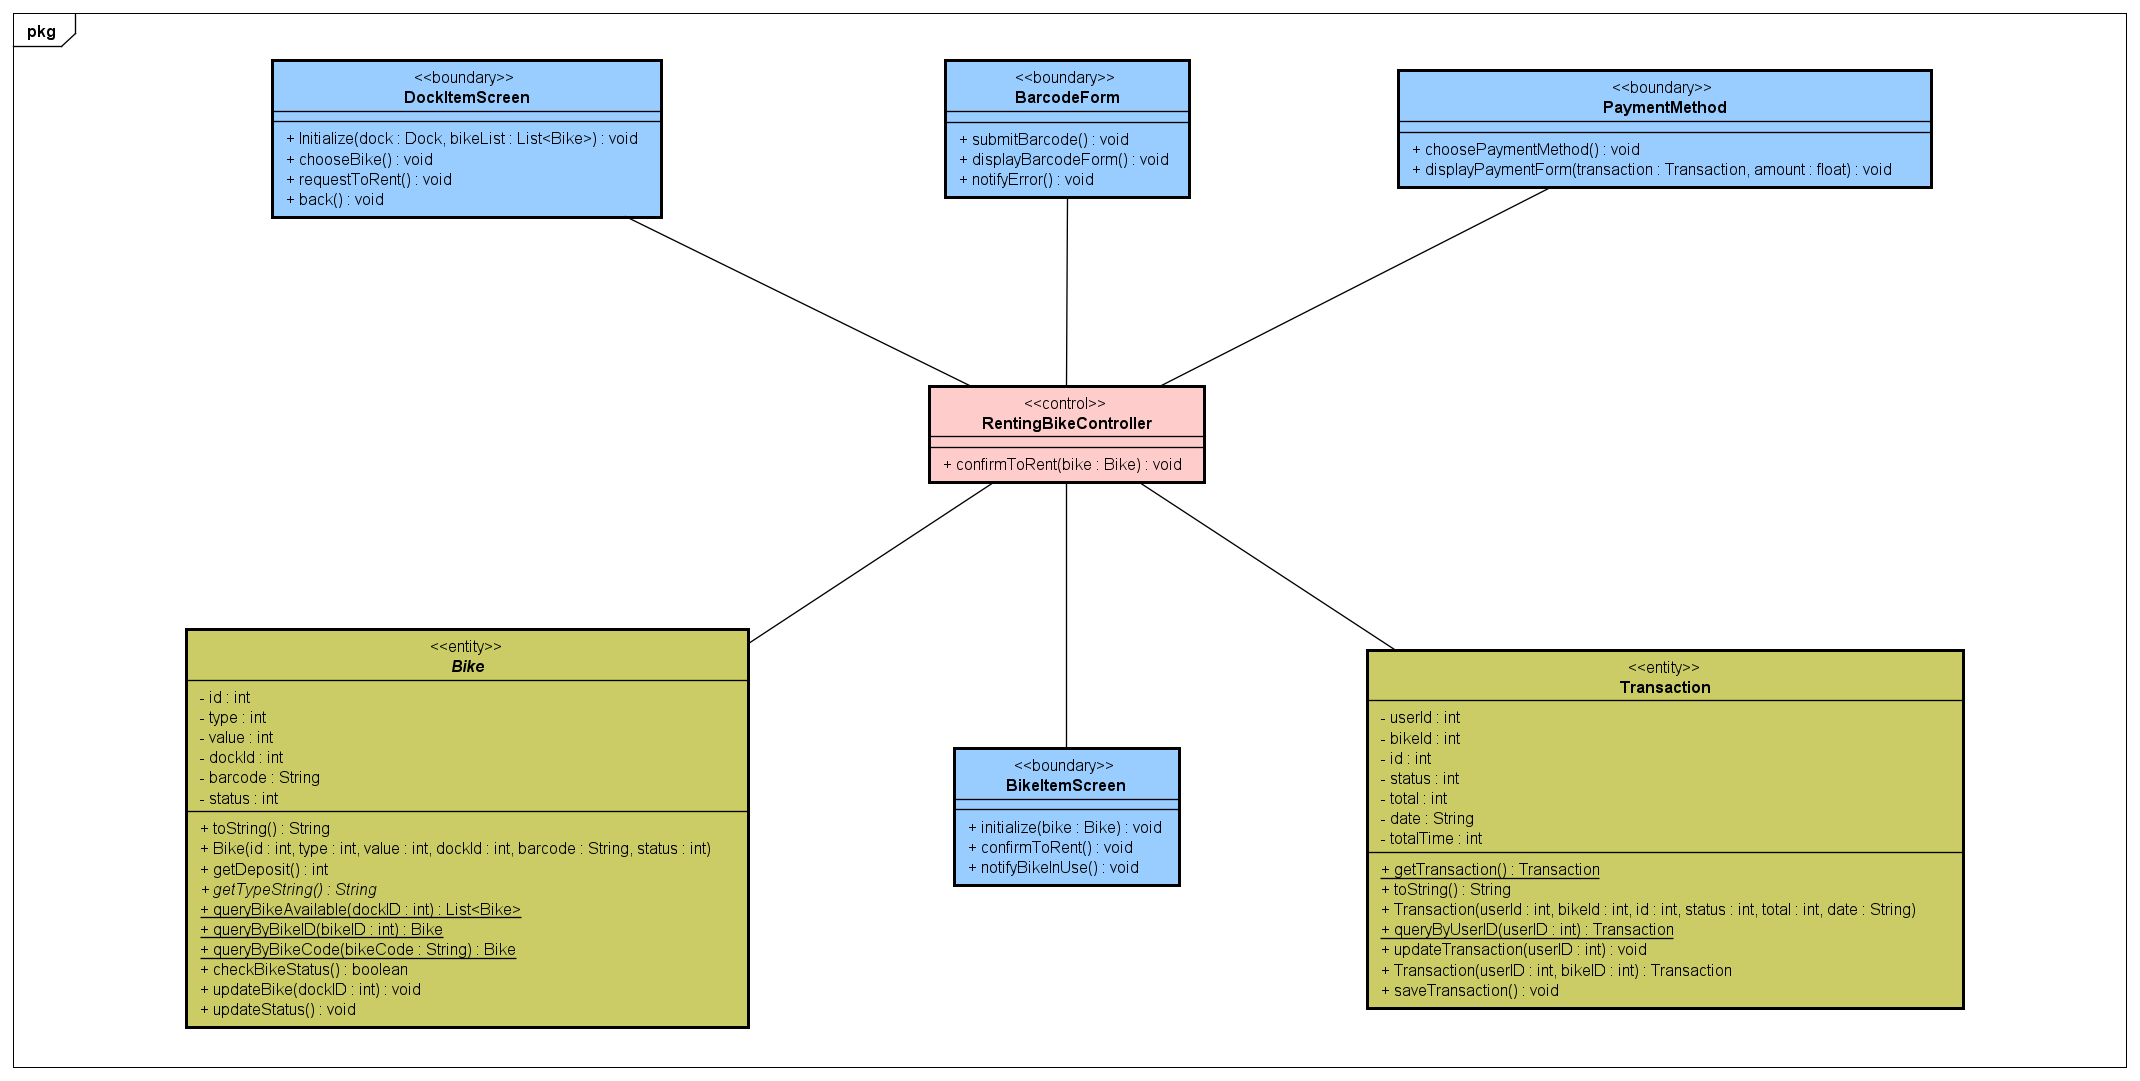 pkg
<<boundary>>
DockItemScreen
+ Initialize(dock : Dock, bikeList : List<Bike>) : void
+ chooseBike() : void
+ requestToRent() : void
+ back() : void
<<boundary>>
BarcodeForm
+ submitBarcode() : void
+ displayBarcodeForm() : void
+ notifyError() : void
<<boundary>>
PaymentMethod
+ choosePaymentMethod() : void
+ displayPaymentForm(transaction : Transaction, amount : float) : void
<<control>>
RentingBikeController
+ confirmToRent(bike : Bike) : void
<<entity>>
Bike
- id : int
- type : int
- value : int
- dockId : int
- barcode : String
- status : int
+ toString() : String
+ Bike(id : int, type : int, value : int, dockId : int, barcode : String, status : int)
+ getDeposit() : int
+ getTypeString() : String
+ queryBikeAvailable(dockID : int) : List<Bike>
+ queryByBikeID(bikeID : int) : Bike
+ queryByBikeCode(bikeCode : String) : Bike
+ checkBikeStatus() : boolean
+ updateBike(dockID : int) : void
+ updateStatus() : void
<<boundary>>
BikeItemScreen
+ initialize(bike : Bike) : void
+ confirmToRent() : void
+ notifyBikeInUse() : void
<<entity>>
Transaction
- userId : int
- bikeId : int
- id : int
- status : int
- total : int
- date : String
- totalTime : int
+ getTransaction() : Transaction
+ toString() : String
+ Transaction(userId : int, bikeId : int, id : int, status : int, total : int, date : String)
+ queryByUserID(userID : int) : Transaction
+ updateTransaction(userID : int) : void
+ Transaction(userID : int, bikeID : int) : Transaction
+ saveTransaction() : void